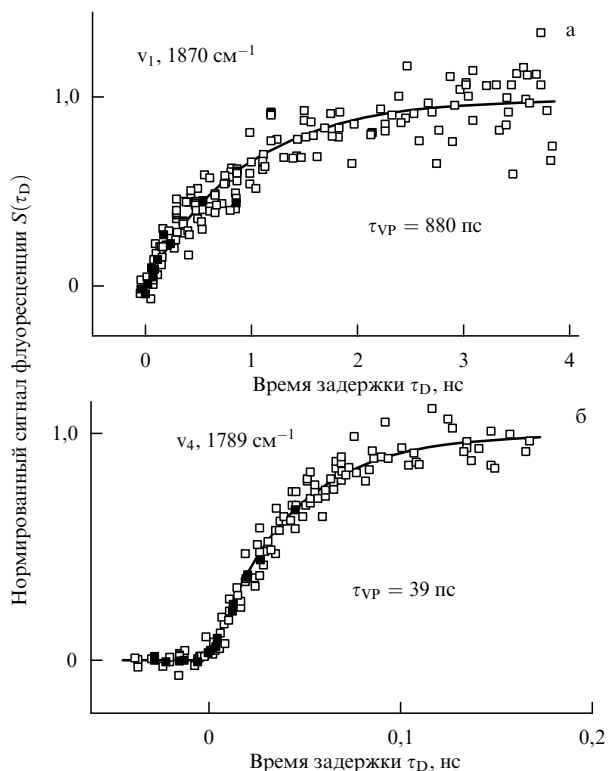 Нормированный сигнал флуоресценции S(τD)
а
ν1, 1870 см−1
1,0
0
τVP = 880 пс
0 1 2 3 4
Время задержки τD, нс
б
ν4, 1789 см−1
1,0
0
τVP = 39 пс
0 0,1 0,2
Время задержки τD, нс